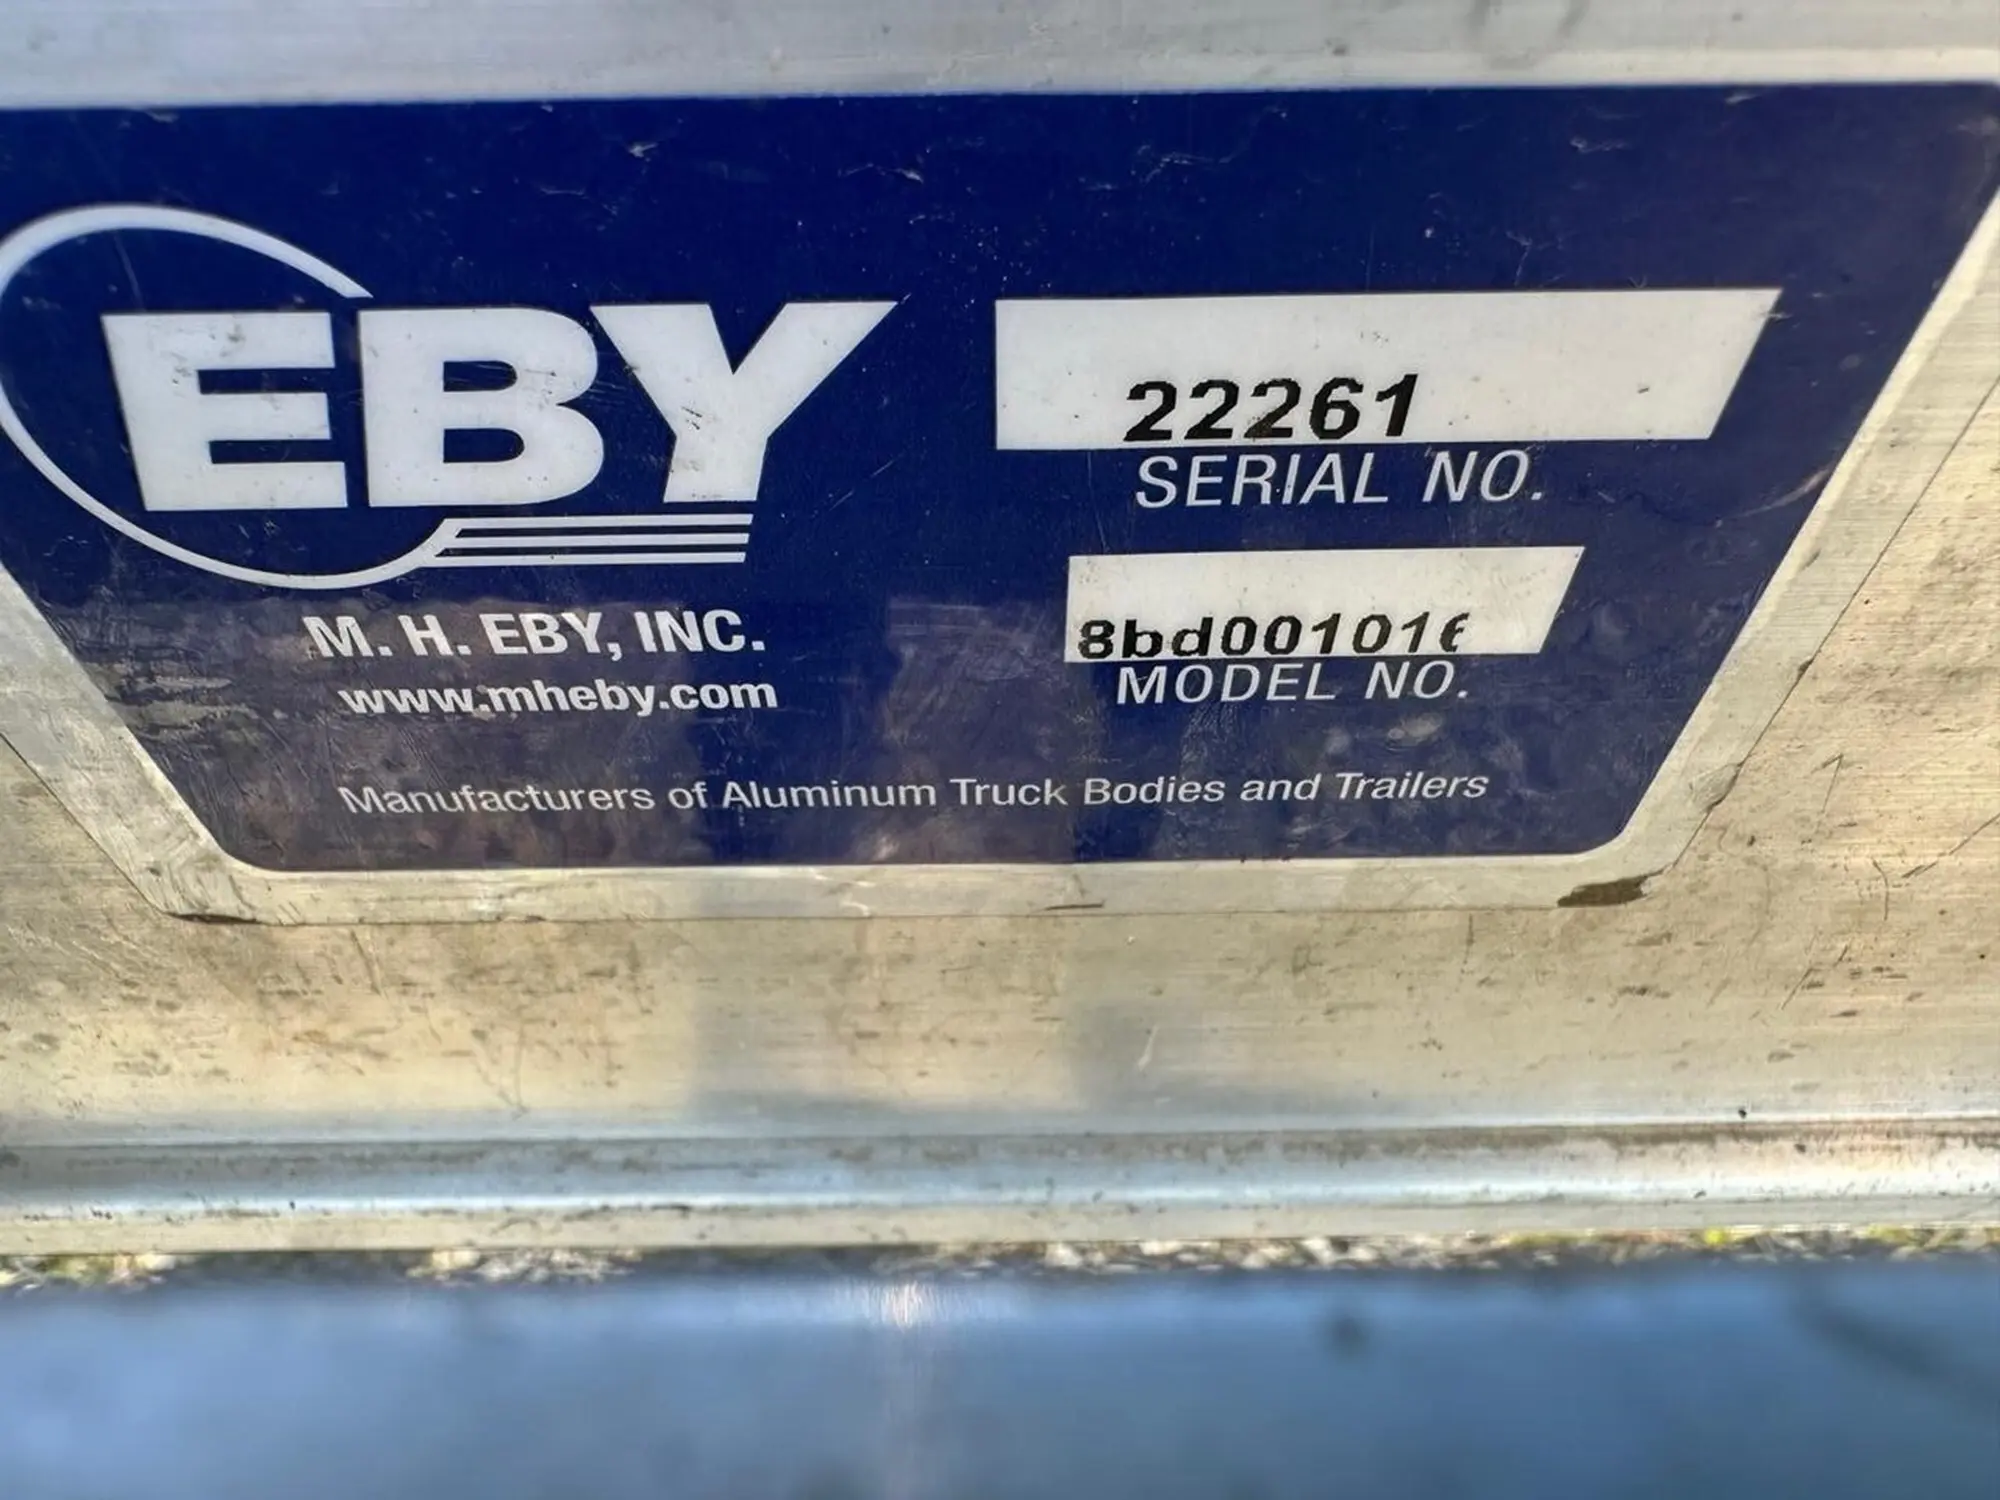 EBY
M. H. EBY, INC.
www.mheby.com
22261
SERIAL NO.
MODEL NO.
Manufacturers of Aluminum Truck Bodies and Trailers